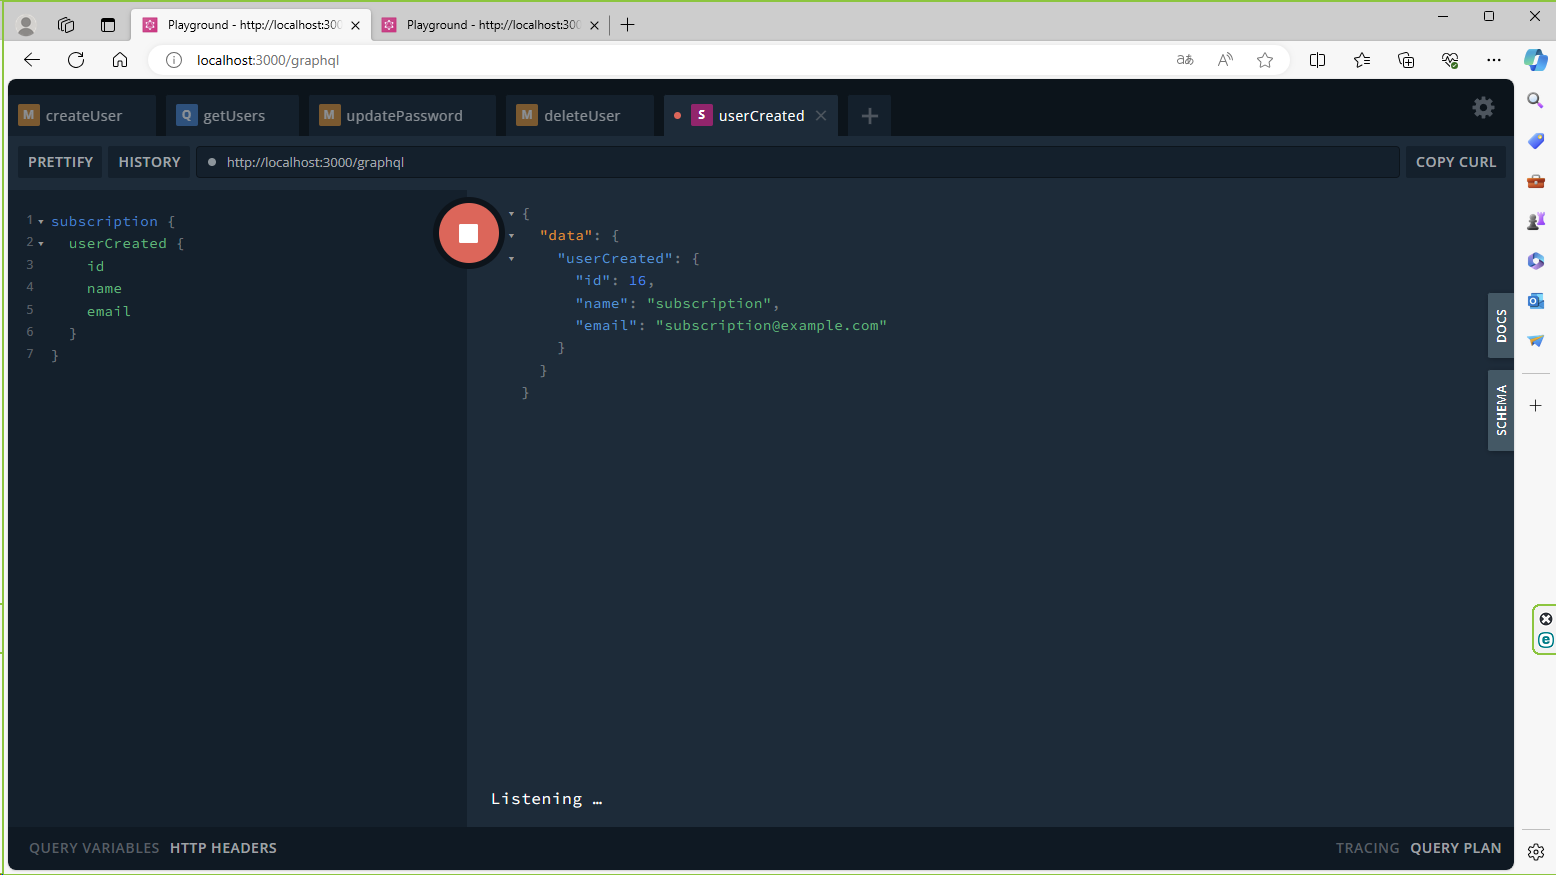 Playground - http://localhost:300
Playground - http://localhost:300
localhost:3000/graphql
M createUser
Q getUsers
M updatePassword
M deleteUser
S userCreated
PRETTIFY
HISTORY
http://localhost:3000/graphql
COPY CURL
1 subscription {
2 userCreated {
3 id
4 name
5 email
6 }
7 }
{
"data": {
"userCreated": {
"id": 16,
"name": "subscription",
"email": "subscription@example.com"
}
}
}
DOCS
SCHEMA
Listening …
QUERY VARIABLES HTTP HEADERS
TRACING QUERY PLAN